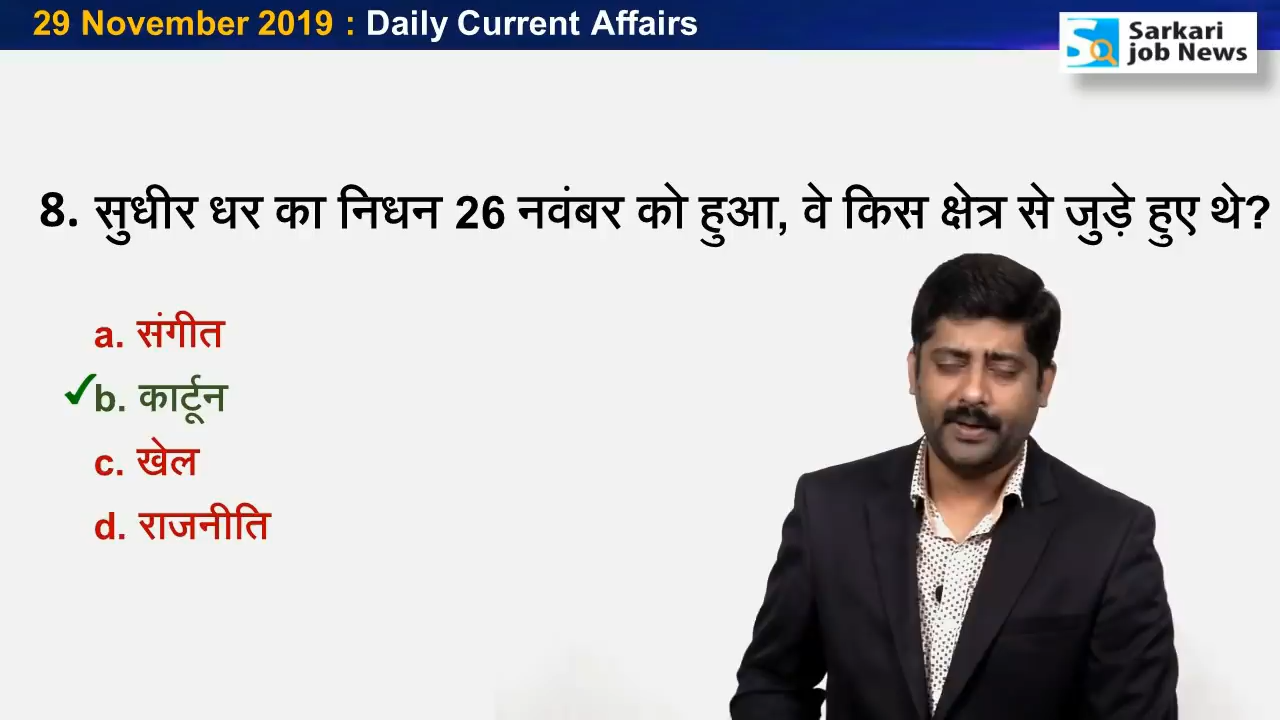 29 November 2019 : Daily Current Affairs
Sarkari
job News
8. सुधीर धर का निधन 26 नवंबर को हुआ, वे किस क्षेत्र से जुड़े हुए थे?
a. संगीत
✓b. कार्टून
c. खेल
d. राजनीति